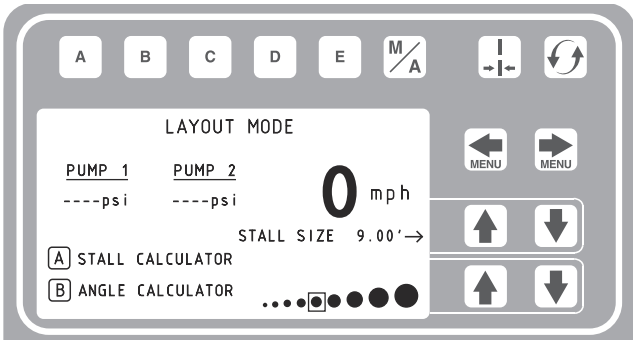 A B C D E M/A
LAYOUT MODE
MENU MENU
PUMP 1 PUMP 2
----psi ----psi 0 mph
STALL SIZE 9.00'→
A STALL CALCULATOR
B ANGLE CALCULATOR